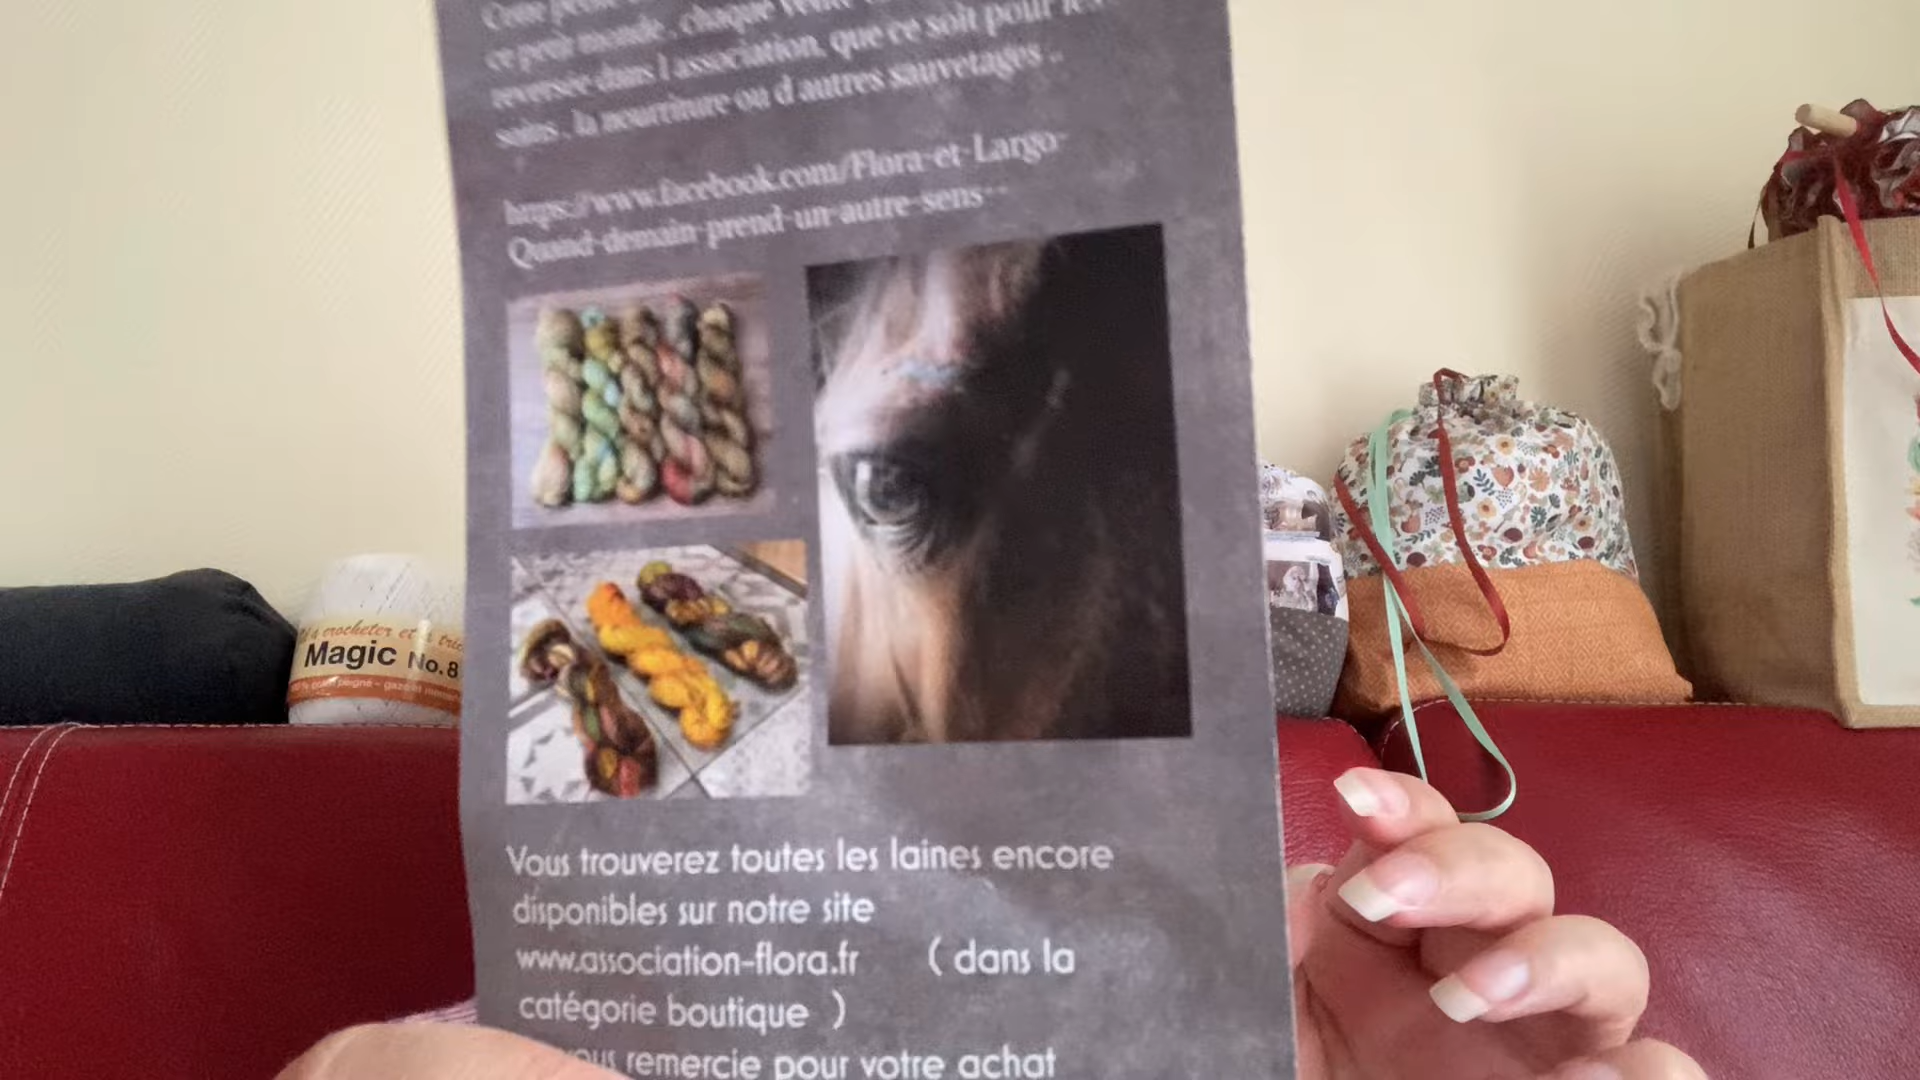 ce petit monde . chaque vente
reversée dans l association, que ce soit pour les
soins , la nourriture ou d autres sauvetages ..
https://www.facebook.com/Flora-et-Largo-
Quand-demain-prend-un-autre-sens--
Vous trouverez toutes les laines encore
disponibles sur notre site
www.association-flora.fr ( dans la
catégorie boutique )
vous remercie pour votre achat
à crocheter et à tric
Magic No.8